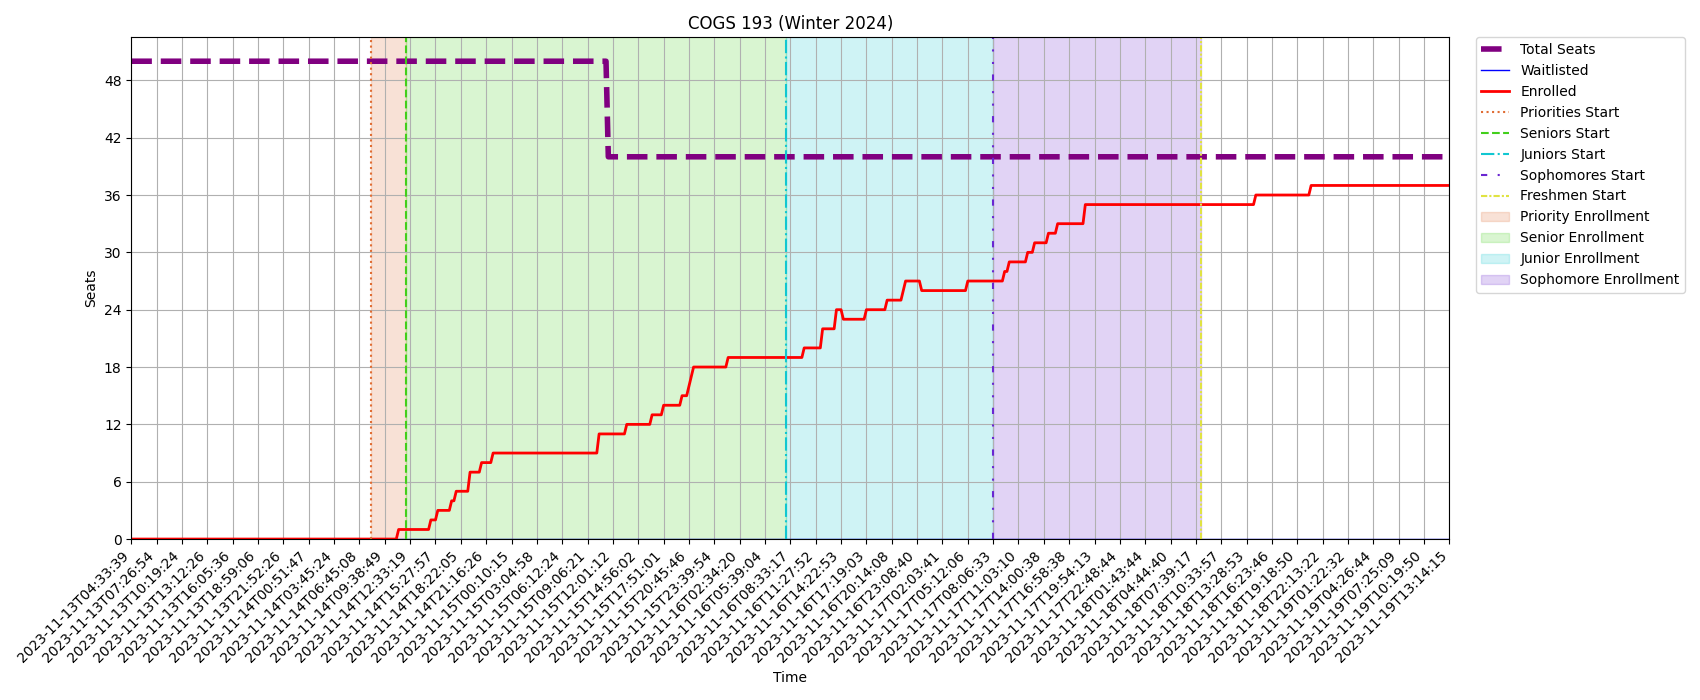 COGS 193 (Winter 2024)
Seats
48
42
36
30
24
18
12
6
0
2023-11-13T04:33:39
2023-11-13T07:26:54
2023-11-13T10:19:24
2023-11-13T13:12:26
2023-11-13T16:05:36
2023-11-13T18:59:06
2023-11-13T21:52:26
2023-11-14T00:51:47
2023-11-14T03:45:24
2023-11-14T06:45:08
2023-11-14T09:38:49
2023-11-14T12:33:19
2023-11-14T15:27:57
2023-11-14T18:22:05
2023-11-14T21:16:26
2023-11-15T00:10:15
2023-11-15T03:04:58
2023-11-15T06:12:24
2023-11-15T09:06:21
2023-11-15T12:01:12
2023-11-15T14:56:02
2023-11-15T17:51:01
2023-11-15T20:45:46
2023-11-15T23:39:54
2023-11-16T02:34:20
2023-11-16T05:39:04
2023-11-16T08:33:17
2023-11-16T11:27:52
2023-11-16T14:22:53
2023-11-16T17:19:03
2023-11-16T20:14:08
2023-11-16T23:08:40
2023-11-17T02:03:41
2023-11-17T05:12:06
2023-11-17T08:06:33
2023-11-17T11:03:10
2023-11-17T14:00:38
2023-11-17T16:58:38
2023-11-17T19:54:13
2023-11-17T22:48:44
2023-11-18T01:43:44
2023-11-18T04:44:40
2023-11-18T07:39:17
2023-11-18T10:33:57
2023-11-18T13:28:53
2023-11-18T16:23:46
2023-11-18T19:18:50
2023-11-18T22:13:22
2023-11-19T01:22:32
2023-11-19T04:26:44
2023-11-19T07:25:09
2023-11-19T10:19:50
2023-11-19T13:14:15
Time
Total Seats
Waitlisted
Enrolled
Priorities Start
Seniors Start
Juniors Start
Sophomores Start
Freshmen Start
Priority Enrollment
Senior Enrollment
Junior Enrollment
Sophomore Enrollment